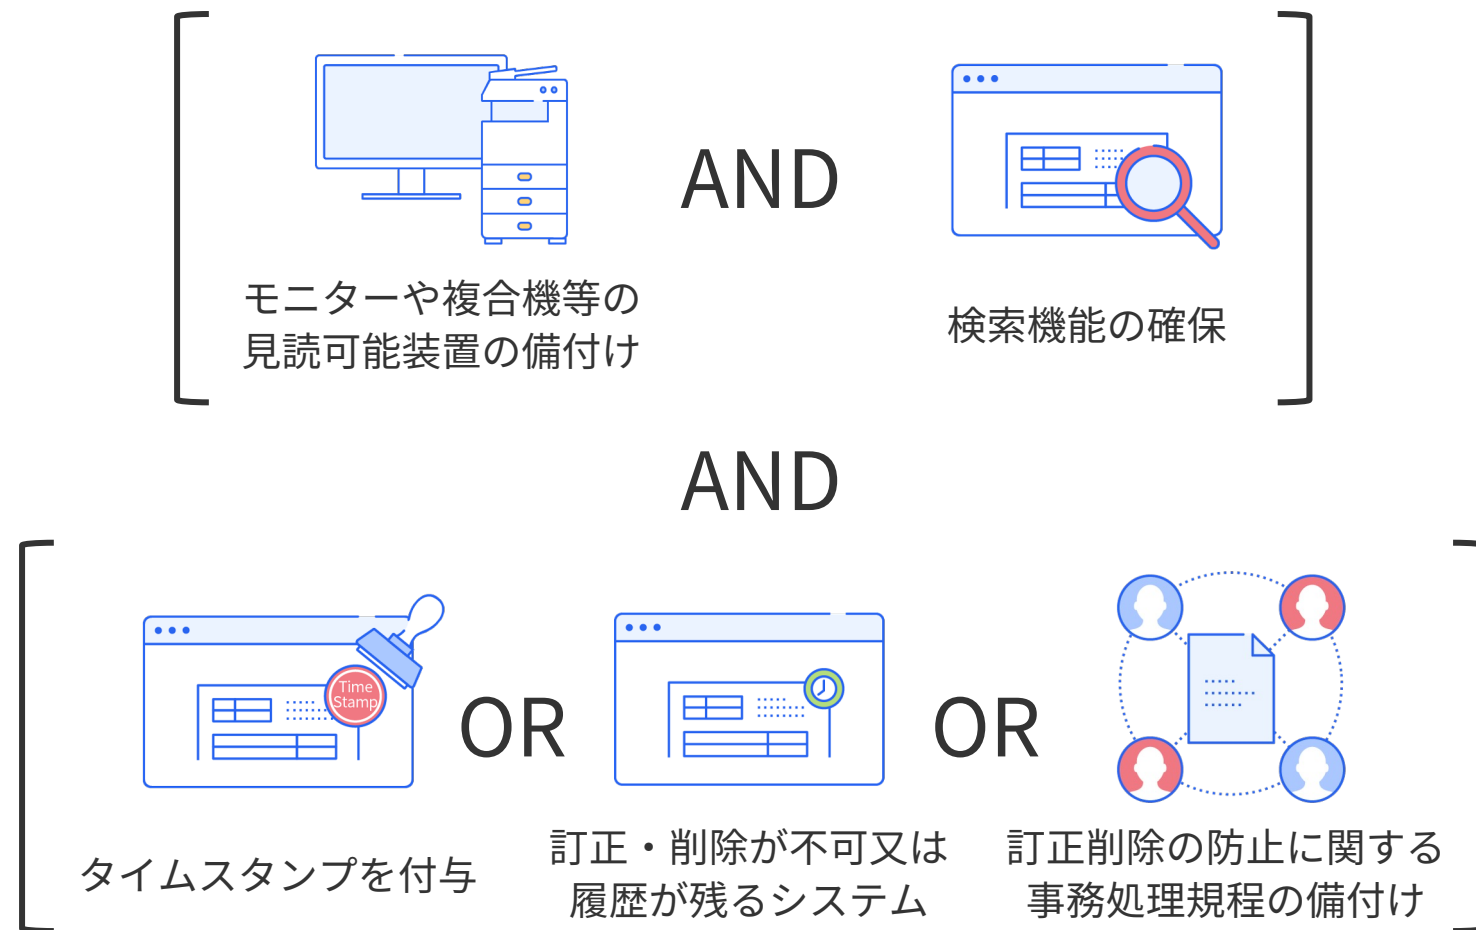 AND
モニターや複合機等の
見読可能装置の備付け
検索機能の確保
AND
Time
Stamp
OR
OR
タイムスタンプを付与
訂正・削除が不可又は
履歴が残るシステム
訂正削除の防止に関する
事務処理規程の備付け